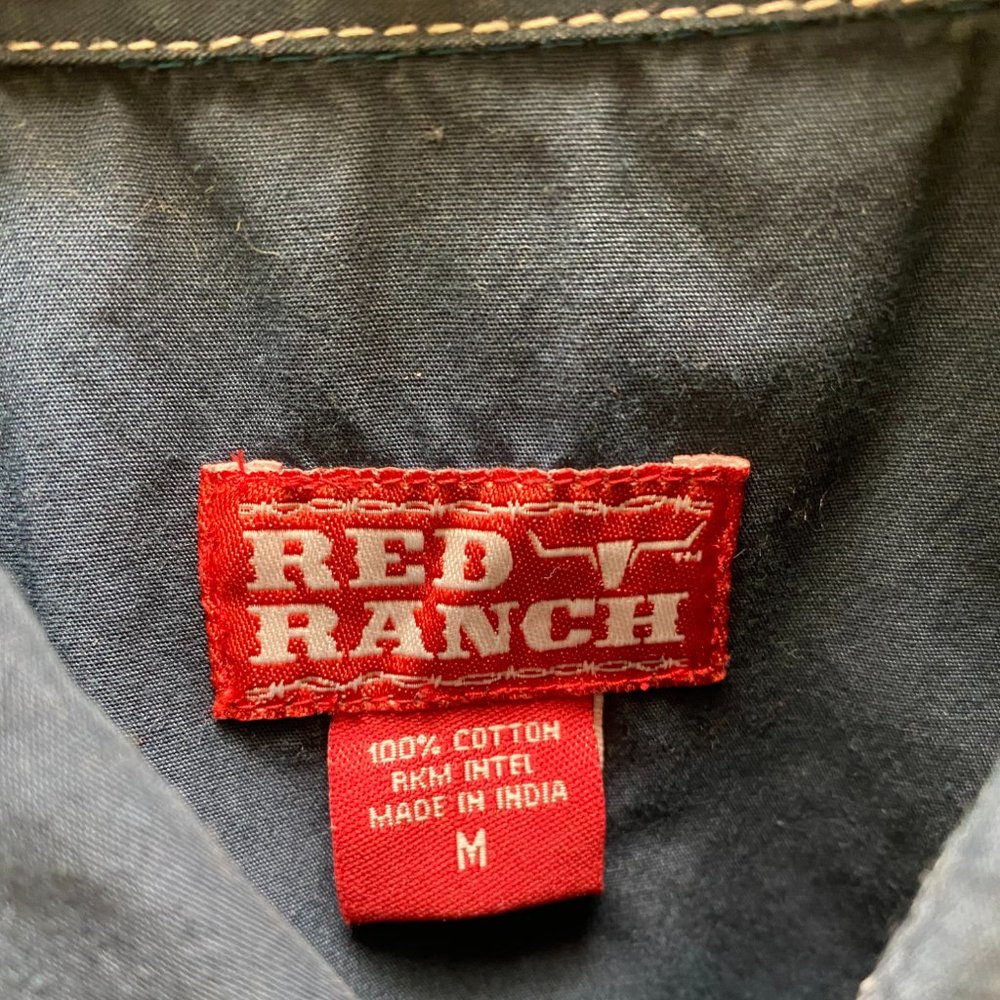 RED
RANCH
100% COTTON
RKM INTEL
MADE IN INDIA
M